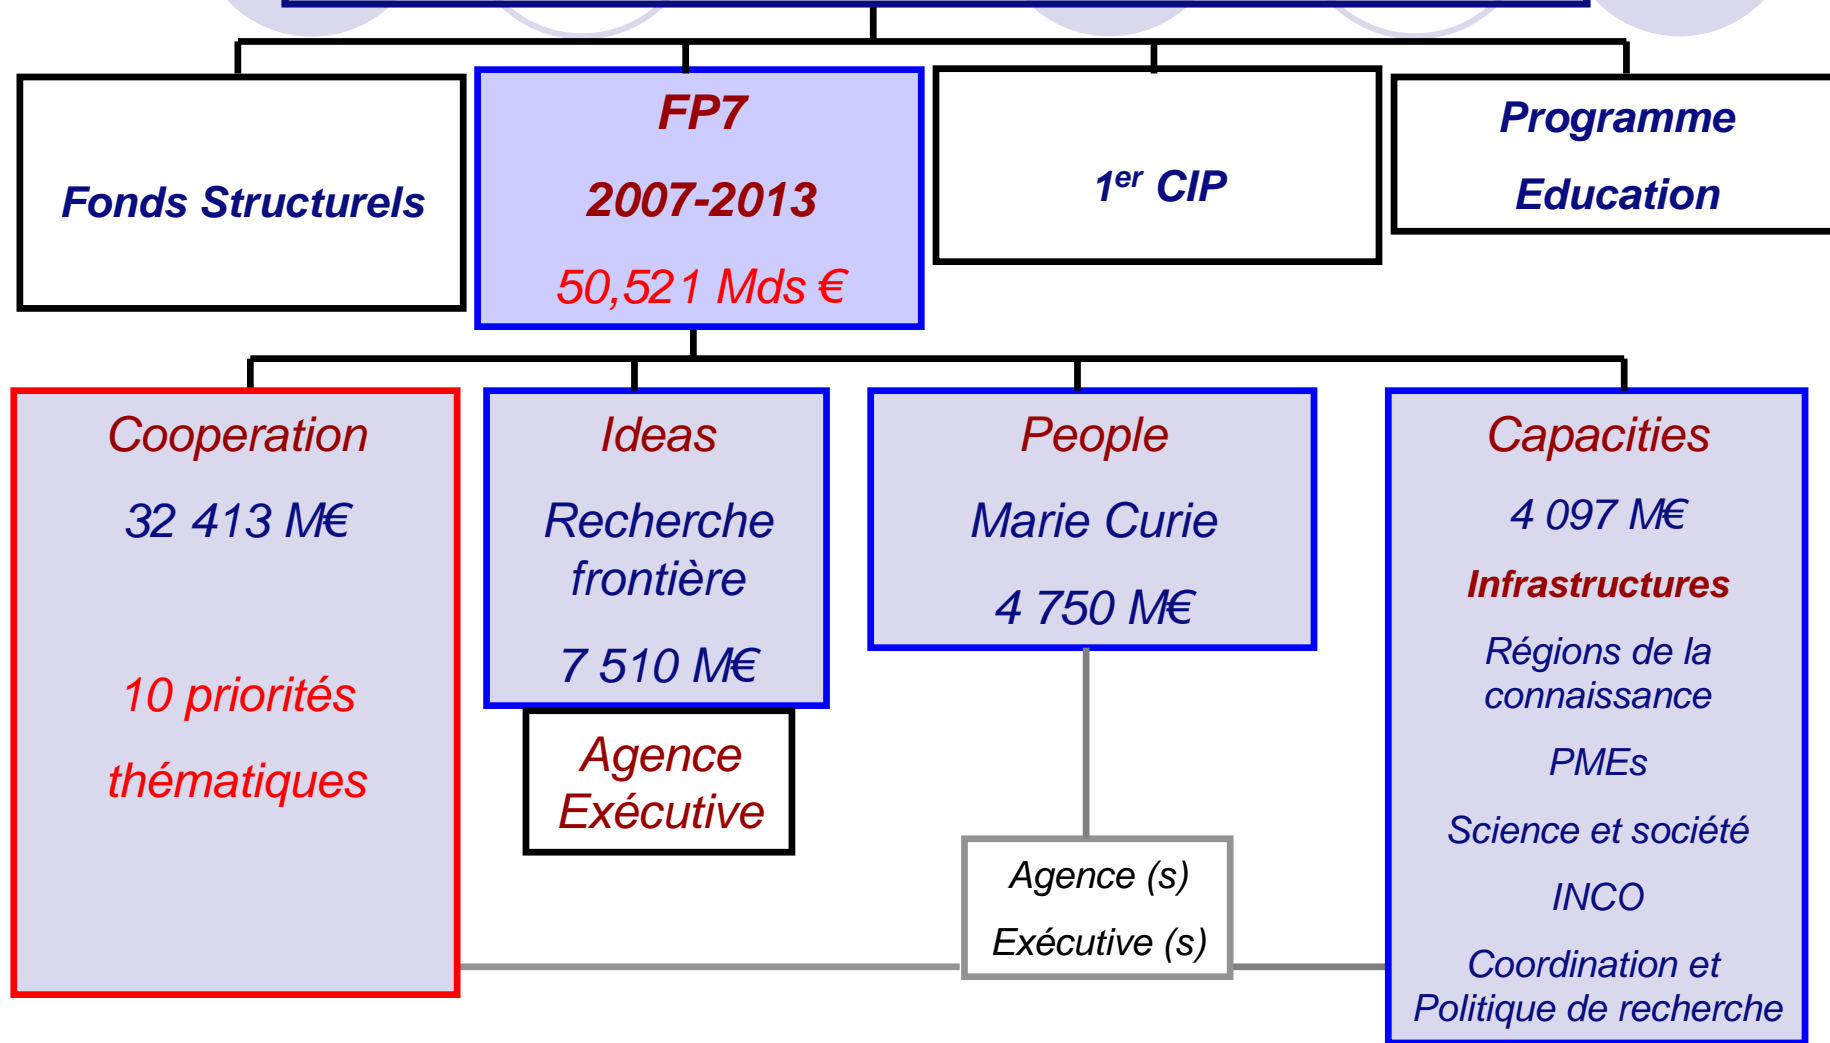 Fonds Structurels
FP7
2007-2013
50,521 Mds €
1er CIP
Programme
Education
Cooperation
32 413 M€
10 priorités
thématiques
Ideas
Recherche
frontière
7 510 M€
Agence
Exécutive
People
Marie Curie
4 750 M€
Agence (s)
Exécutive (s)
Capacities
4 097 M€
Infrastructures
Régions de la
connaissance
PMEs
Science et société
INCO
Coordination et
Politique de recherche